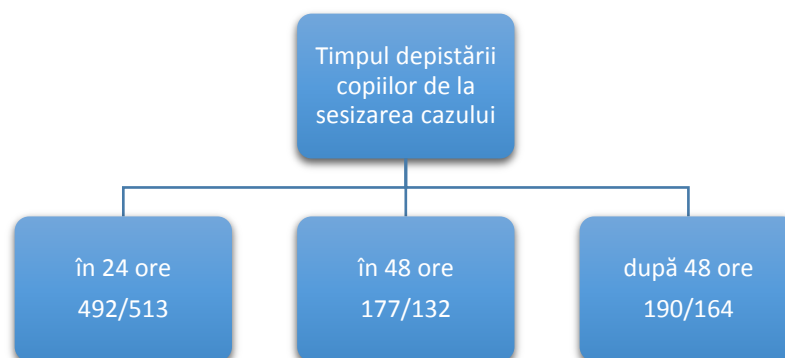 Timpul depistării
copiilor de la
sesizarea cazului
în 24 ore
492/513
în 48 ore
177/132
după 48 ore
190/164